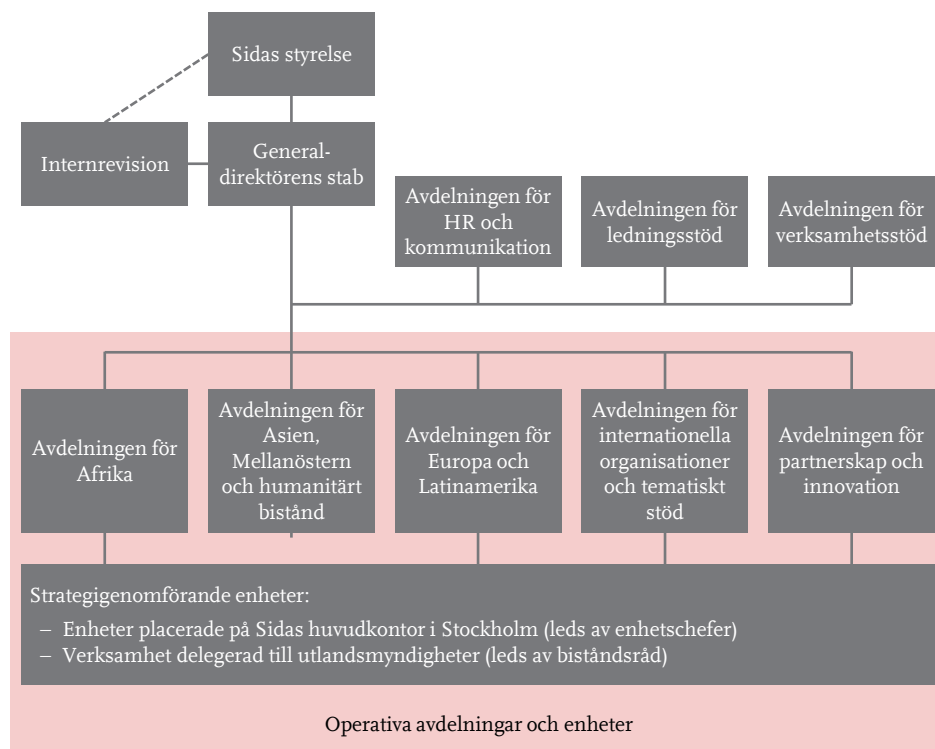 Sidas styrelse
Internrevision
General-
direktörens stab
Avdelningen för
HR och
kommunikation
Avdelningen för
ledningsstöd
Avdelningen för
verksamhetsstöd
Avdelningen för
Afrika
Avdelningen för
Asien,
Mellanöstern
och humanitärt
bistånd
Avdelningen för
Europa och
Latinamerika
Avdelningen för
internationella
organisationer
och tematiskt
stöd
Avdelningen för
partnerskap och
innovation
Strategigenomförande enheter:
– Enheter placerade på Sidas huvudkontor i Stockholm (leds av enhetschefer)
– Verksamhet delegerad till utlandsmyndigheter (leds av biståndsråd)
Operativa avdelningar och enheter